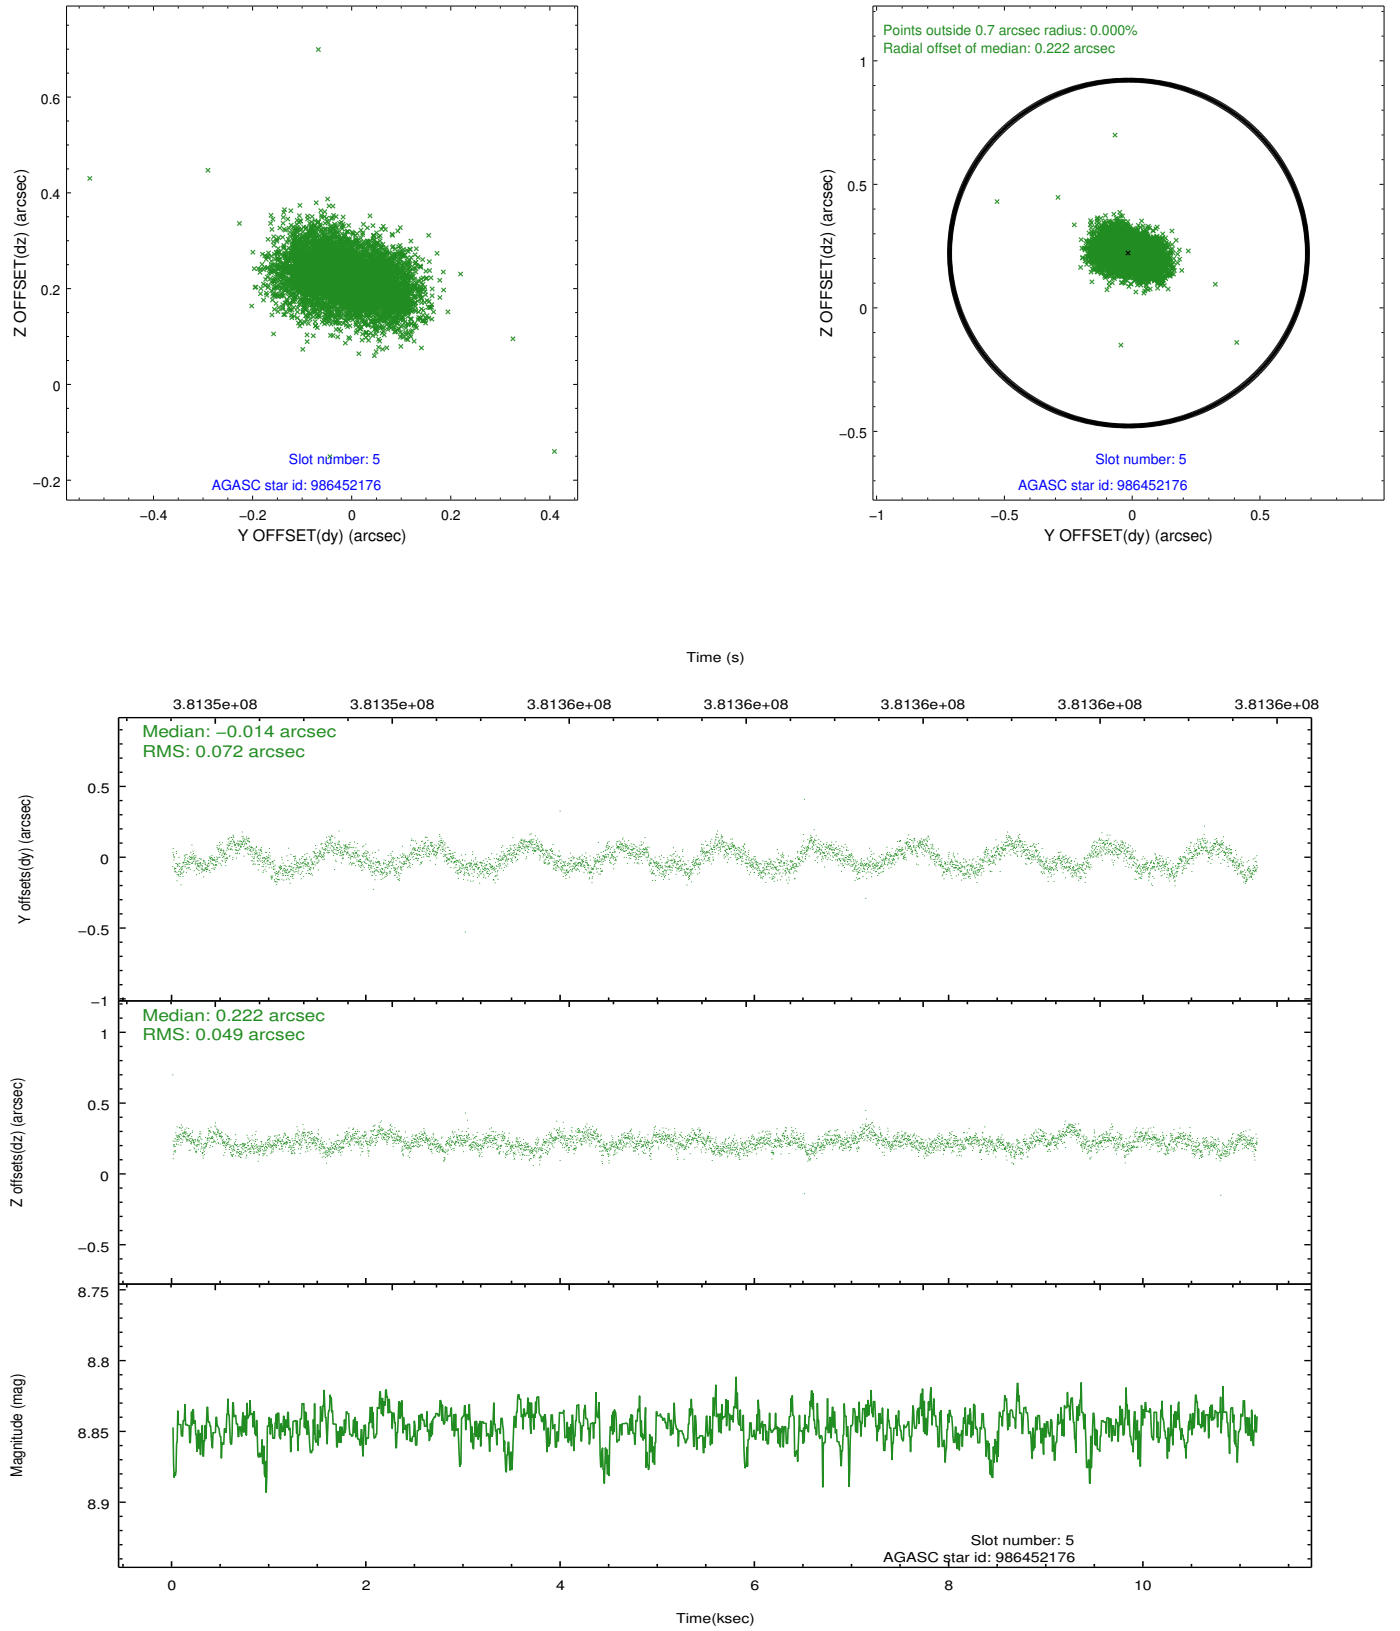 0.6
0.4
0.2
0
−0.2
Z OFFSET(dz) (arcsec)
Slot number: 5
AGASC star id: 986452176
−0.4
−0.2
0
0.2
0.4
Y OFFSET(dy) (arcsec)
Points outside 0.7 arcsec radius: 0.000%
Radial offset of median: 0.222 arcsec
1
0.5
0
−0.5
Z OFFSET(dz) (arcsec)
Slot number: 5
AGASC star id: 986452176
−1
−0.5
0
0.5
Y OFFSET(dy) (arcsec)
Time (s)
3.8135e+08
3.8135e+08
3.8136e+08
3.8136e+08
3.8136e+08
3.8136e+08
3.8136e+08
Median: −0.014 arcsec
RMS: 0.072 arcsec
0.5
0
−0.5
−1
Y offsets(dy) (arcsec)
Median: 0.222 arcsec
RMS: 0.049 arcsec
1
0.5
0
−0.5
Z offsets(dz) (arcsec)
8.75
8.8
8.85
8.9
Magnitude (mag)
Slot number: 5
AGASC star id: 986452176
0
2
4
6
8
10
Time(ksec)